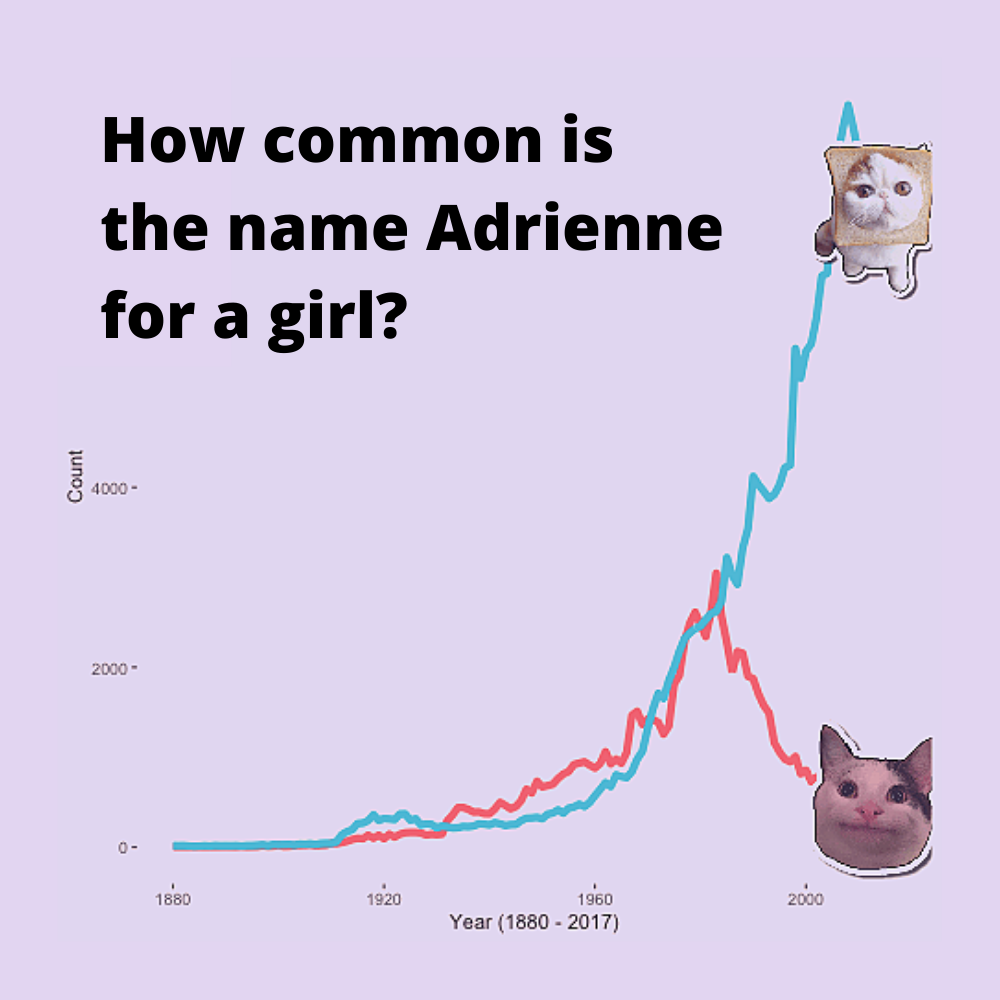 How common is
the name Adrienne
for a girl?
Count
4000
2000
0
1880 1920 1960 2000
Year (1880 - 2017)